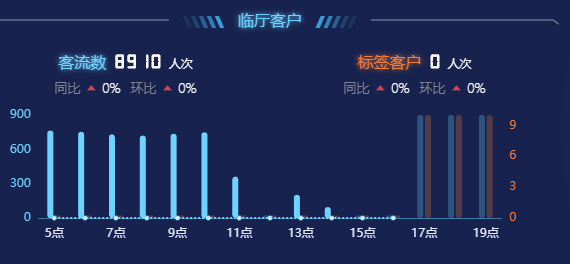 临厅客户
客流数 8910 人次 标签客户 0 人次
同比 0% 环比 0% 同比 0% 环比 0%
900
600
300
0
9
6
3
0
5点 7点 9点 11点 13点 15点 17点 19点